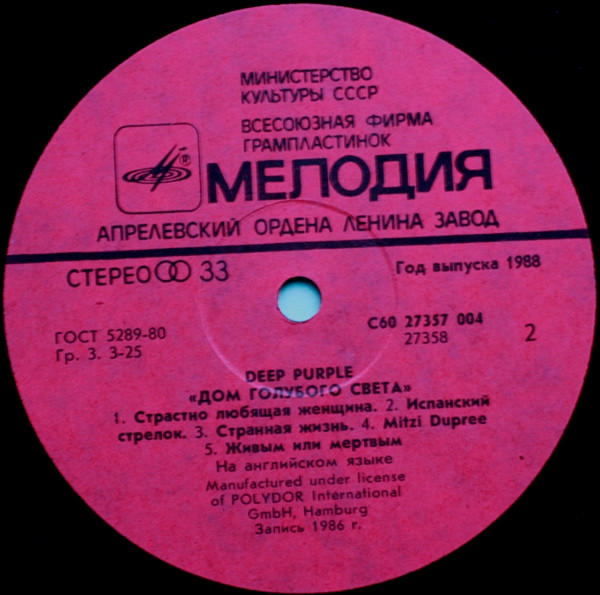 МИНИСТЕРСТВО
КУЛЬТУРЫ СССР
ВСЕСОЮЗНАЯ ФИРМА
ГРАМПЛАСТИНОК
®
МЕЛОДИЯ
АПРЕЛЕВСКИЙ ОРДЕНА ЛЕНИНА ЗАВОД
СТЕРЕО 33
Год выпуска 1988
ГОСТ 5289-80
Гр. 3. 3-25
С60 27357 004
27358
2
DEEP PURPLE
«ДОМ ГОЛУБОГО СВЕТА»
1. Страстно любящая женщина. 2. Испанский
стрелок. 3. Странная жизнь. 4. Mitzi Dupree
5. Живым или мертвым
На английском языке
Manufactured under license
of POLYDOR International
GmbH, Hamburg
Запись 1986 г.